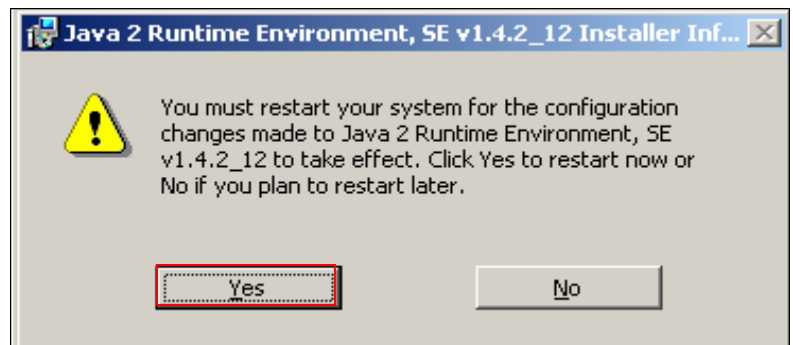 Java 2 Runtime Environment, SE v1.4.2_12 Installer Inf...
You must restart your system for the configuration
changes made to Java 2 Runtime Environment, SE
v1.4.2_12 to take effect. Click Yes to restart now or
No if you plan to restart later.
Yes
No